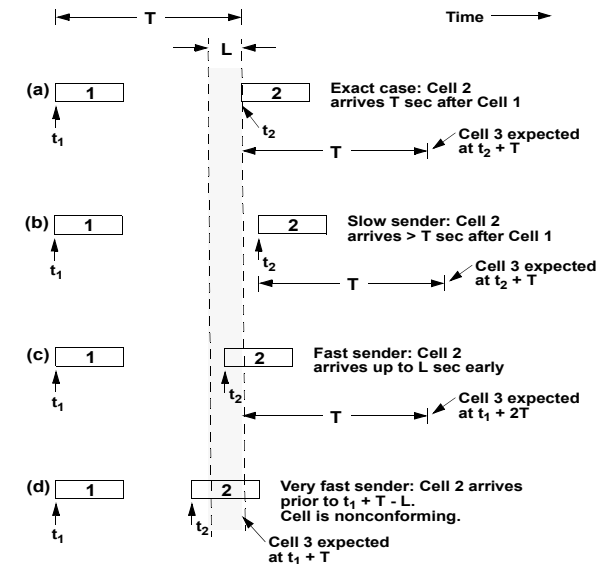 T
Time
L
(a)
1
2
Exact case: Cell 2
arrives T sec after Cell 1
t1
t2
T
Cell 3 expected
at t2 + T
(b)
1
2
Slow sender: Cell 2
arrives > T sec after Cell 1
t1
t2
T
Cell 3 expected
at t2 + T
(c)
1
2
Fast sender: Cell 2
arrives up to L sec early
t1
t2
T
Cell 3 expected
at t1 + 2T
(d)
1
2
Very fast sender: Cell 2 arrives
prior to t1 + T - L.
Cell is nonconforming.
t1
t2
Cell 3 expected
at t1 + T